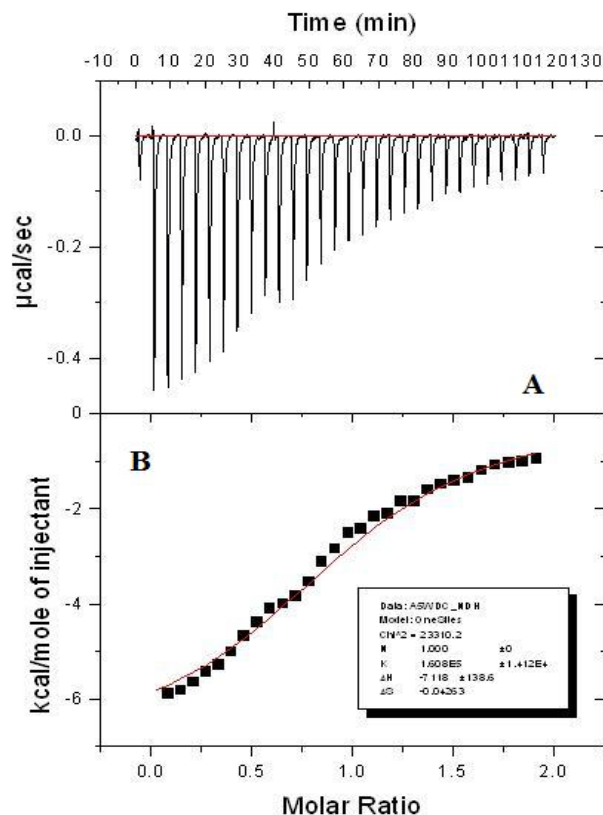 Time (min)
-10 0 10 20 30 40 50 60 70 80 90 100 110 120 130
0.0
-0.2
-0.4
µcal/sec
A
0
B
-2
-4
-6
kcal/mole of injectant
Model: OneSites
Chi^2 = 23310.2
N 1.000 ±0
K 1.608E5 ±1.412E4
ΔH -7.118 ±138.6
ΔS -0.04263
0.0 0.5 1.0 1.5 2.0
Molar Ratio